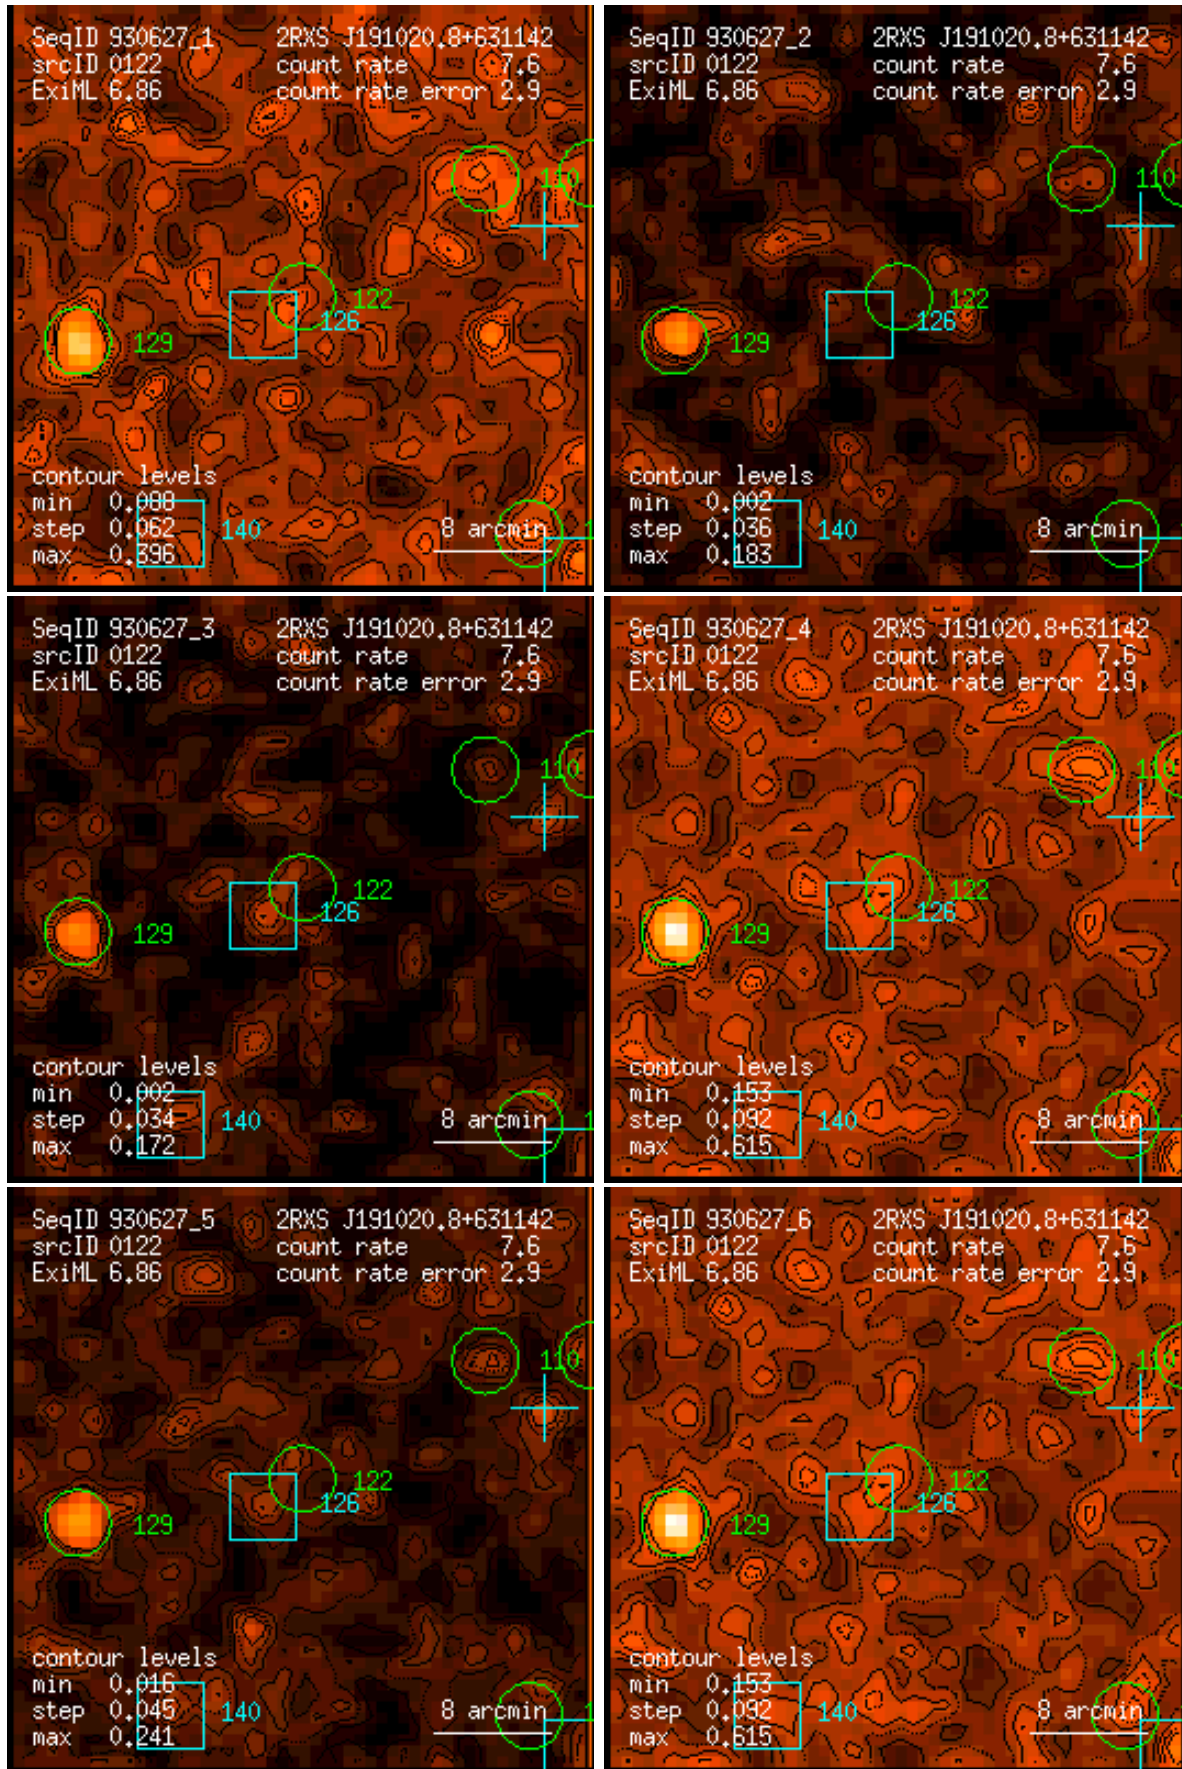 SeqID 930627_1 2RXS J191020.8+631142
srcID 0122 count rate 7.6
ExiML 6.86 count rate error 2.9
110
122
126
129
contour levels
min 0.088
step 0.062
max 0.396
140
8 arcmin
SeqID 930627_2 2RXS J191020.8+631142
srcID 0122 count rate 7.6
ExiML 6.86 count rate error 2.9
110
122
126
129
contour levels
min 0.002
step 0.036
max 0.183
140
8 arcmin
SeqID 930627_3 2RXS J191020.8+631142
srcID 0122 count rate 7.6
ExiML 6.86 count rate error 2.9
110
122
126
129
contour levels
min 0.002
step 0.034
max 0.172
140
8 arcmin
SeqID 930627_4 2RXS J191020.8+631142
srcID 0122 count rate 7.6
ExiML 6.86 count rate error 2.9
110
122
126
129
contour levels
min 0.153
step 0.092
max 0.615
140
8 arcmin
SeqID 930627_5 2RXS J191020.8+631142
srcID 0122 count rate 7.6
ExiML 6.86 count rate error 2.9
110
122
126
129
contour levels
min 0.016
step 0.045
max 0.241
140
8 arcmin
SeqID 930627_6 2RXS J191020.8+631142
srcID 0122 count rate 7.6
ExiML 6.86 count rate error 2.9
110
122
126
129
contour levels
min 0.153
step 0.092
max 0.615
140
8 arcmin